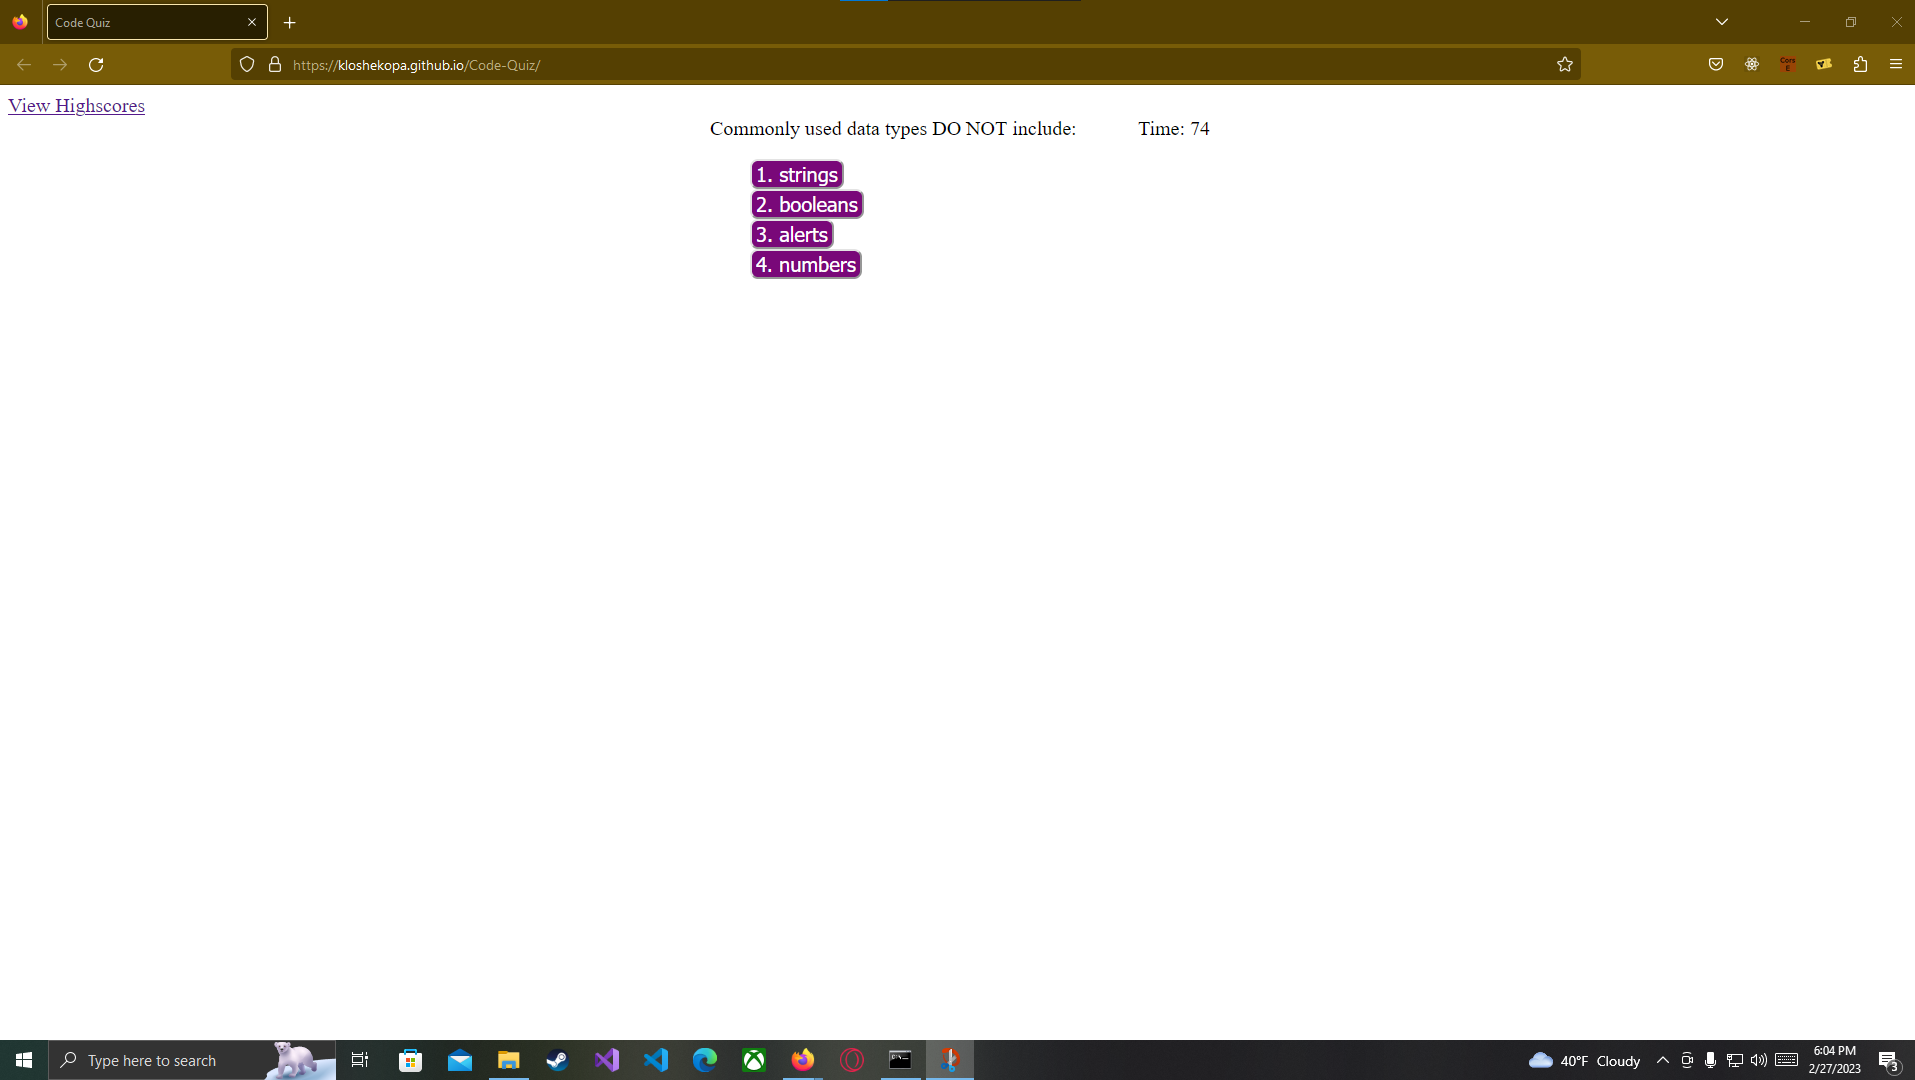 Code Quiz
https://kloshekopa.github.io/Code-Quiz/
Cors
E
View Highscores
Commonly used data types DO NOT include:
Time: 74
1. strings
2. booleans
3. alerts
4. numbers
Type here to search
40°F Cloudy
6:04 PM
2/27/2023
3